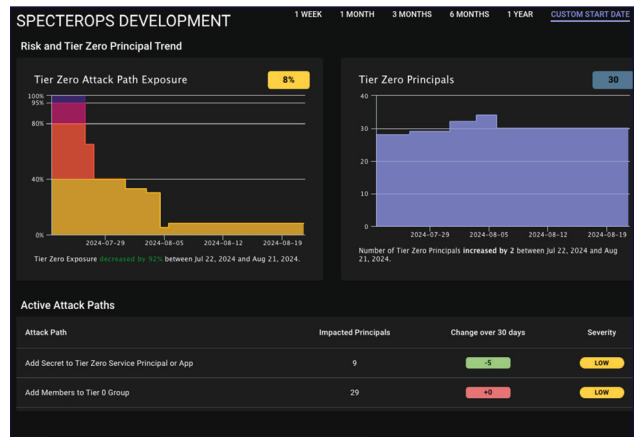 SPECTEROPS DEVELOPMENT
1 WEEK 1 MONTH 3 MONTHS 6 MONTHS 1 YEAR CUSTOM START DATE
Risk and Tier Zero Principal Trend
Tier Zero Attack Path Exposure 8%
100%
95%
80%
40%
0%
2024-07-29 2024-08-05 2024-08-12 2024-08-19
Tier Zero Exposure decreased by 92% between Jul 22, 2024 and Aug 21, 2024.
Tier Zero Principals 30
40
30
20
10
0
2024-07-29 2024-08-05 2024-08-12 2024-08-19
Number of Tier Zero Principals increased by 2 between Jul 22, 2024 and Aug
21, 2024.
Active Attack Paths
Attack Path Impacted Principals Change over 30 days Severity
Add Secret to Tier Zero Service Principal or App 9 -5 LOW
Add Members to Tier 0 Group 29 +0 LOW